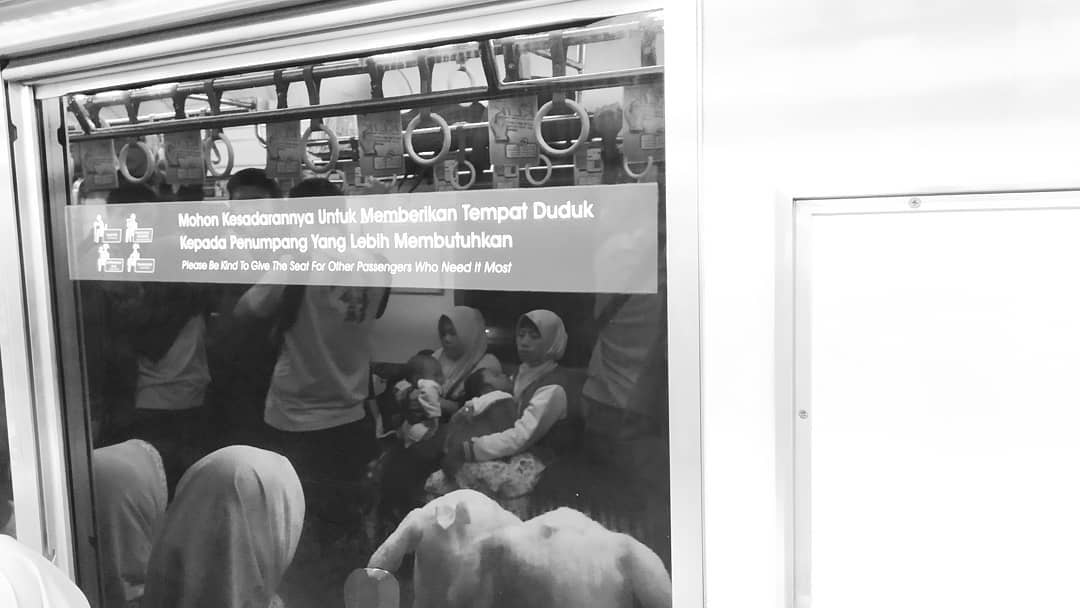 Mohon Kesadarannya Untuk Memberikan Tempat Duduk
Kepada Penumpang Yang Lebih Membutuhkan
Please Be Kind To Give The Seat For Other Passengers Who Need It Most